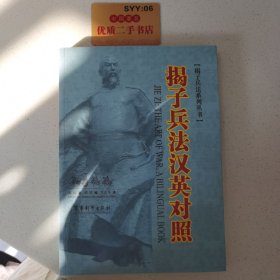 SYY:06
优质二手书店
【揭子兵法系列丛书】
揭子兵法汉英对照
JIE ZI: THE ART OF WAR, A BILINGUAL BOOK